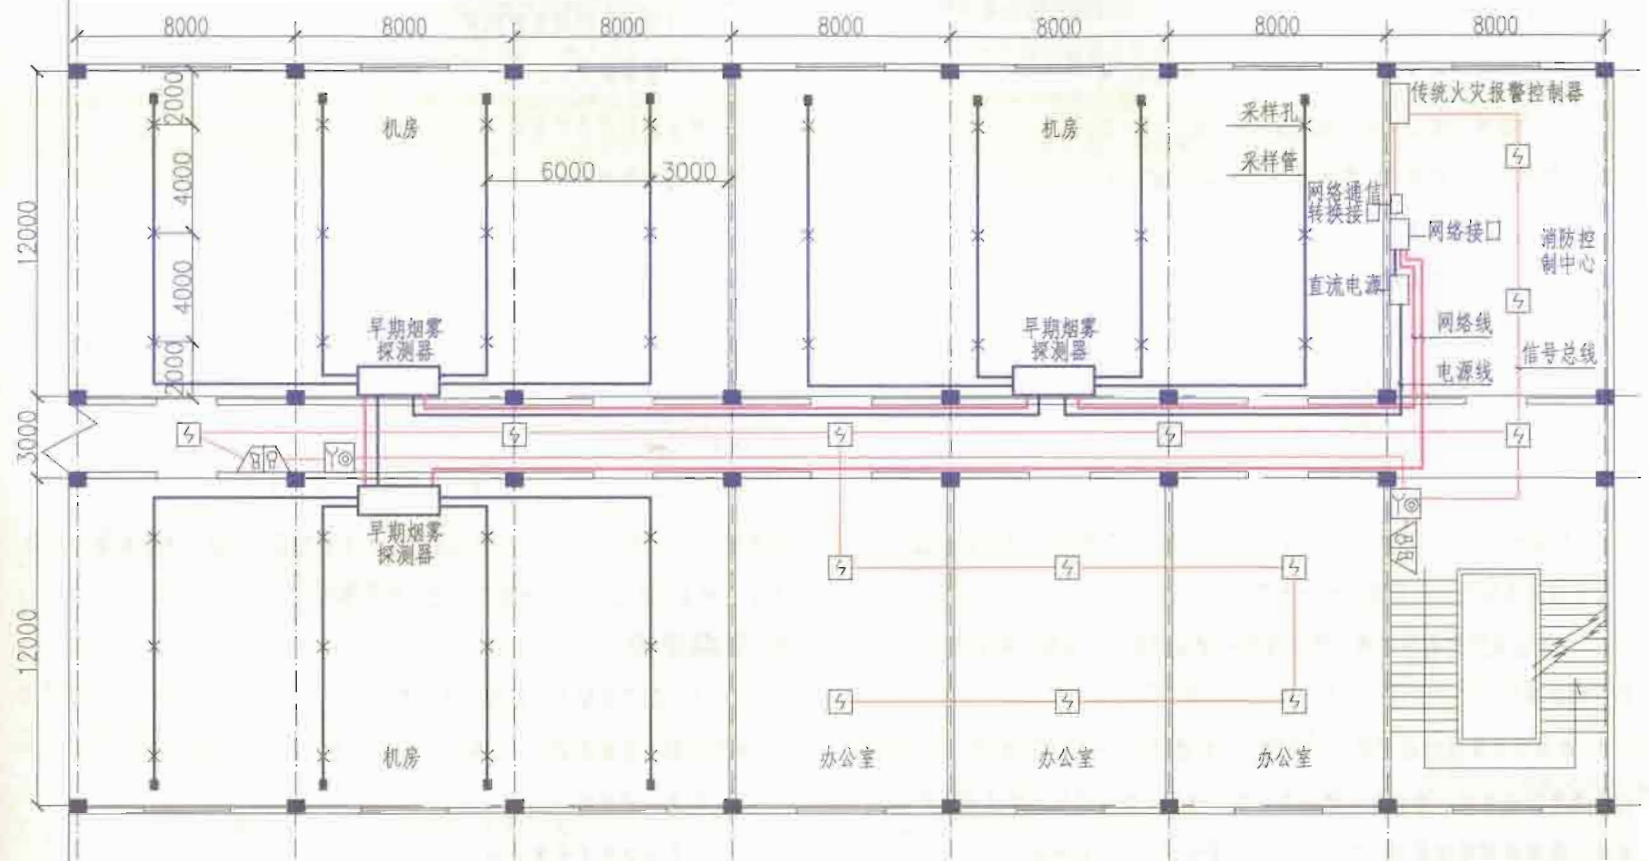 8000 8000 8000 8000 8000 8000 8000
2000
机房
机房
采样孔
传统火灾报警控制器
4000
6000
3000
采样管
网络通信
转换接口
12000
网络接口
消防控
制中心
4000
直流电源
早期烟雾
探测器
早期烟雾
探测器
网络线
信号总线
2000
电源线
3000
早期烟雾
探测器
12000
机房
办公室
办公室
办公室